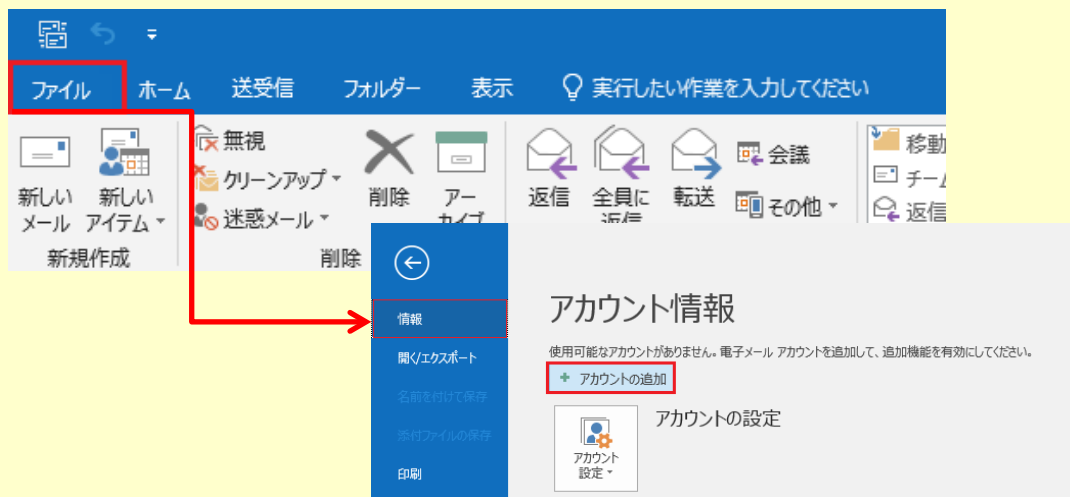 ファイル ホーム 送受信 フォルダー 表示 実行したい作業を入力してください
無視
クリーンアップ
迷惑メール
新しい
メール
新しい
アイテム
削除
アー
カイブ
返信
全員に
返信
転送
会議
その他
移動
チーム
返信
新規作成
削除
情報
開く/エクスポート
名前を付けて保存
添付ファイルの保存
印刷
アカウント情報
使用可能なアカウントがありません。電子メール アカウントを追加して、追加機能を有効にしてください。
+ アカウントの追加
アカウント
設定
アカウントの設定